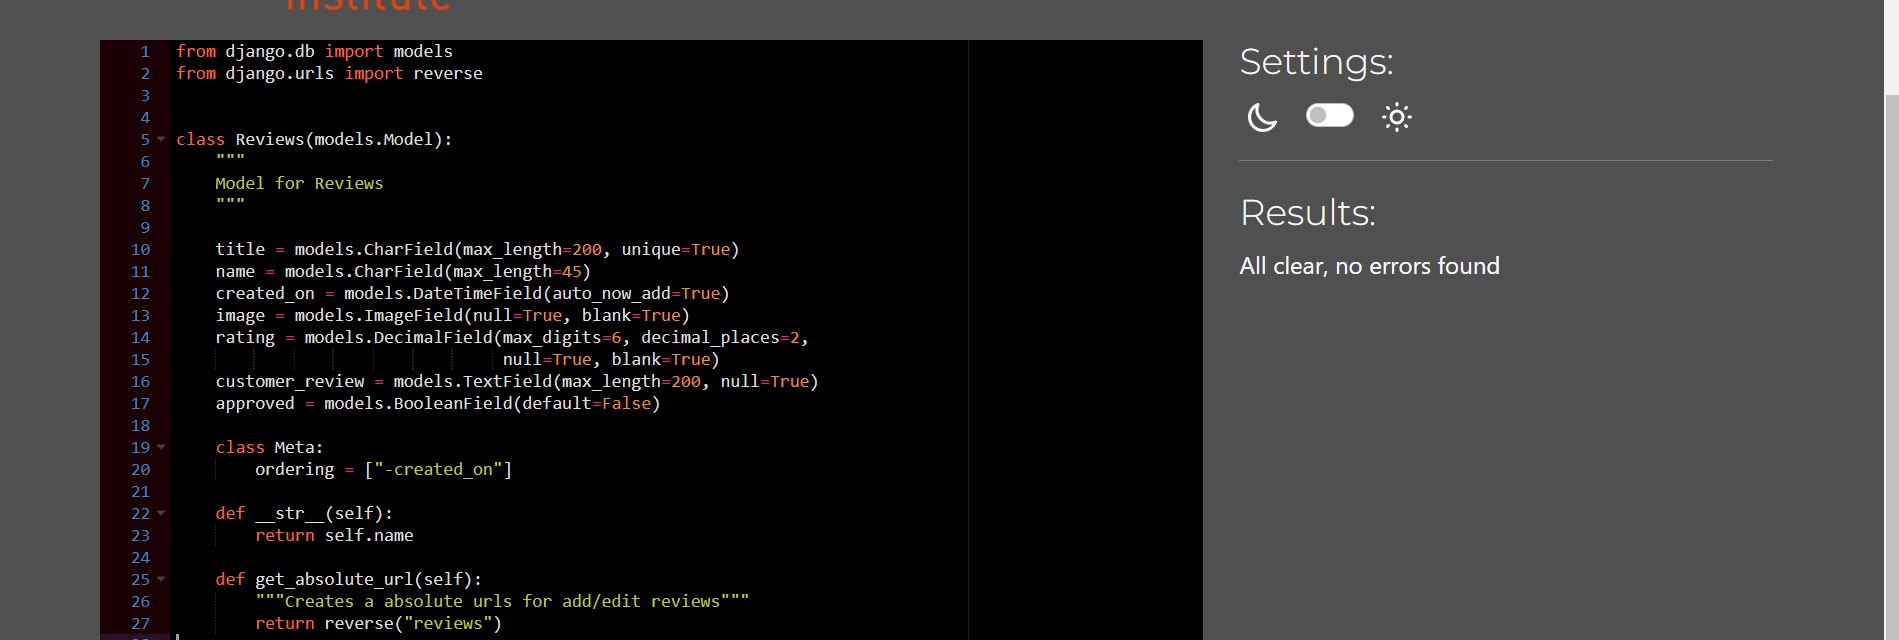 institute
1 from django.db import models
2 from django.urls import reverse
3
4
5 class Reviews(models.Model):
6     """
7     Model for Reviews
8     """
9
10     title = models.CharField(max_length=200, unique=True)
11     name = models.CharField(max_length=45)
12     created_on = models.DateTimeField(auto_now_add=True)
13     image = models.ImageField(null=True, blank=True)
14     rating = models.DecimalField(max_digits=6, decimal_places=2,
15                                  null=True, blank=True)
16     customer_review = models.TextField(max_length=200, null=True)
17     approved = models.BooleanField(default=False)
18
19     class Meta:
20         ordering = ["-created_on"]
21
22     def __str__(self):
23         return self.name
24
25     def get_absolute_url(self):
26         """Creates a absolute urls for add/edit reviews"""
27         return reverse("reviews")
Settings:
Results:
All clear, no errors found